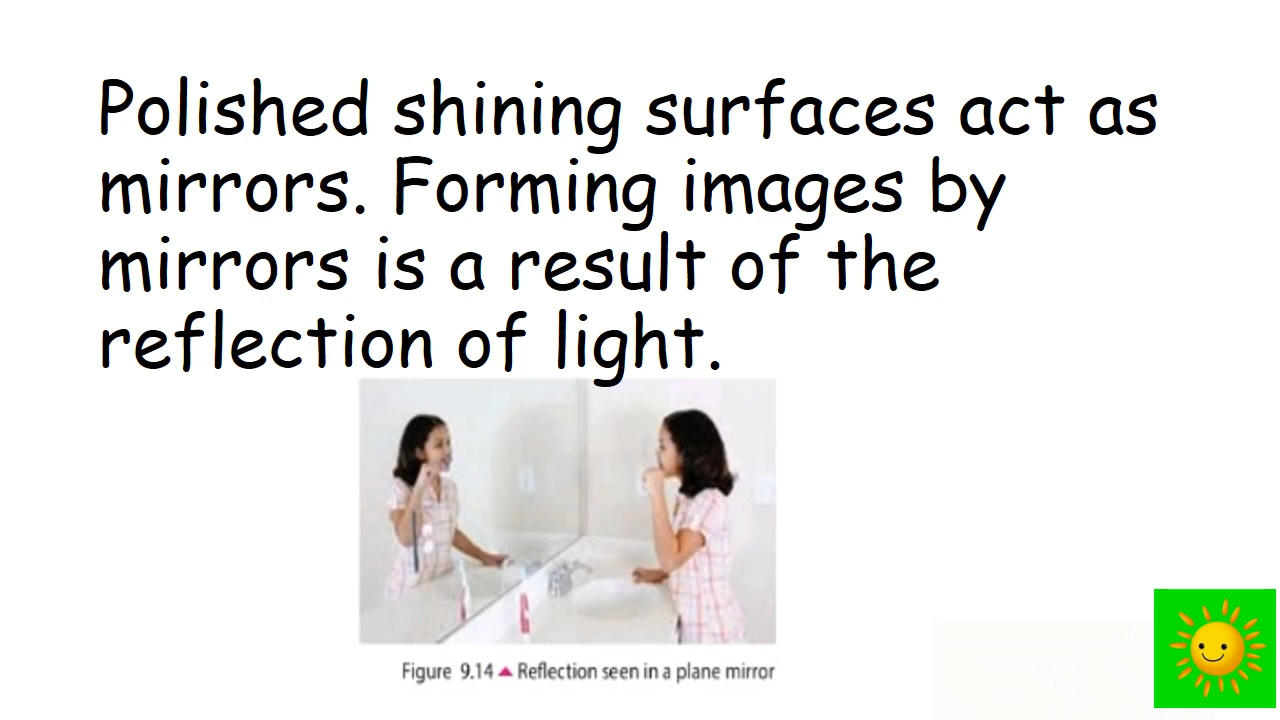 Polished shining surfaces act as
mirrors. Forming images by
mirrors is a result of the
reflection of light.
Figure 9.14 ▲ Reflection seen in a plane mirror